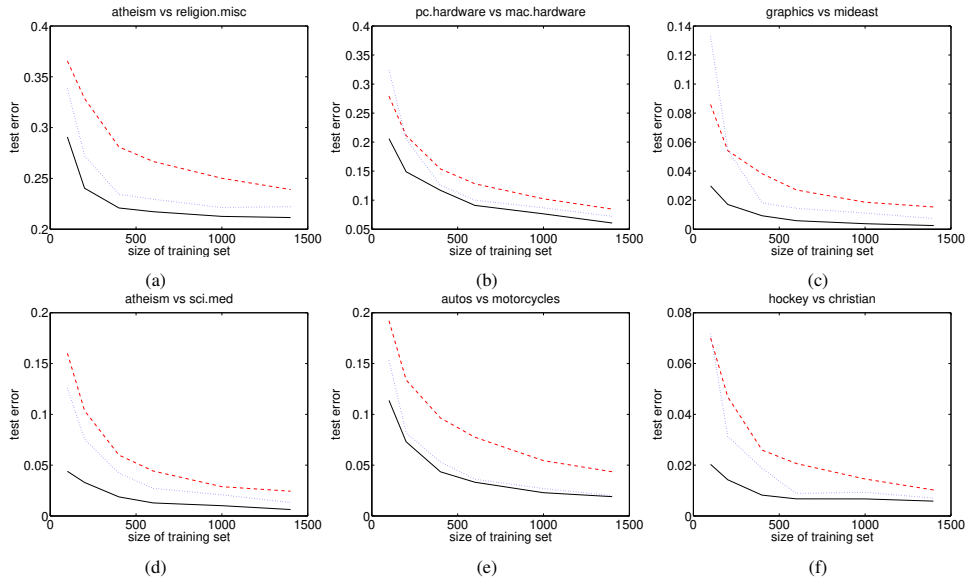 atheism vs religion.misc
0.4
0.35
0.3
0.25
0.2
test error
0 500 1000 1500
size of training set
(a)
pc.hardware vs mac.hardware
0.4
0.35
0.3
0.25
0.2
0.15
0.1
0.05
test error
0 500 1000 1500
size of training set
(b)
graphics vs mideast
0.14
0.12
0.1
0.08
0.06
0.04
0.02
0
test error
0 500 1000 1500
size of training set
(c)
atheism vs sci.med
0.2
0.15
0.1
0.05
0
test error
0 500 1000 1500
size of training set
(d)
autos vs motorcycles
0.2
0.15
0.1
0.05
0
test error
0 500 1000 1500
size of training set
(e)
hockey vs christian
0.08
0.06
0.04
0.02
0
test error
0 500 1000 1500
size of training set
(f)